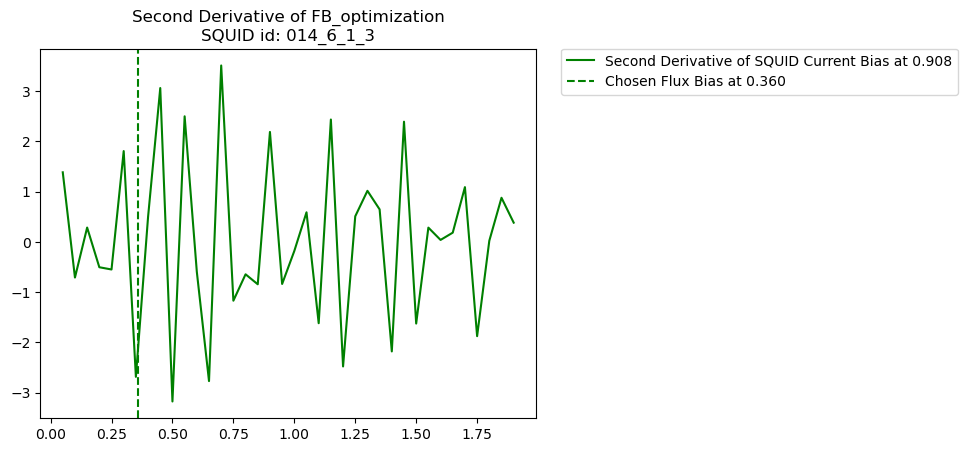 Second Derivative of FB_optimization
SQUID id: 014_6_1_3
Second Derivative of SQUID Current Bias at 0.908
Chosen Flux Bias at 0.360
3
2
1
0
−1
−2
−3
0.00 0.25 0.50 0.75 1.00 1.25 1.50 1.75